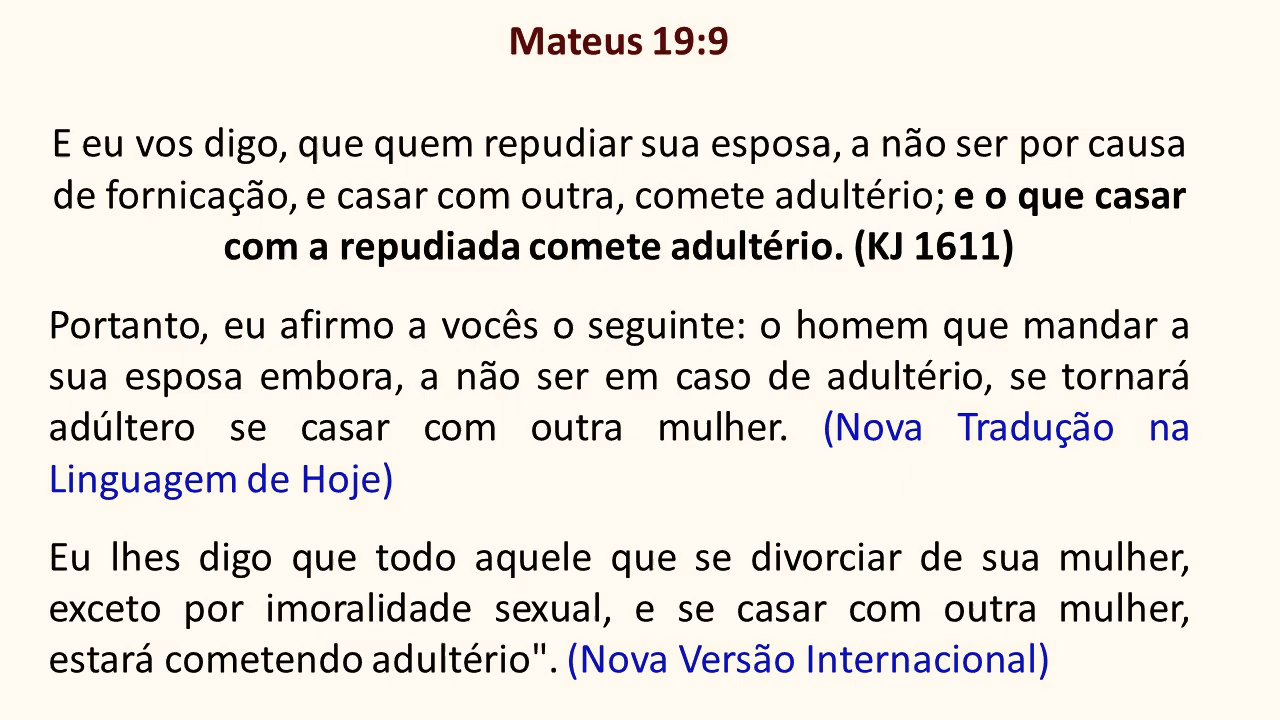 Mateus 19:9
E eu vos digo, que quem repudiar sua esposa, a não ser por causa
de fornicação, e casar com outra, comete adultério; e o que casar
com a repudiada comete adultério. (KJ 1611)
Portanto, eu afirmo a vocês o seguinte: o homem que mandar a
sua esposa embora, a não ser em caso de adultério, se tornará
adúltero se casar com outra mulher. (Nova Tradução na
Linguagem de Hoje)
Eu lhes digo que todo aquele que se divorciar de sua mulher,
exceto por imoralidade sexual, e se casar com outra mulher,
estará cometendo adultério". (Nova Versão Internacional)